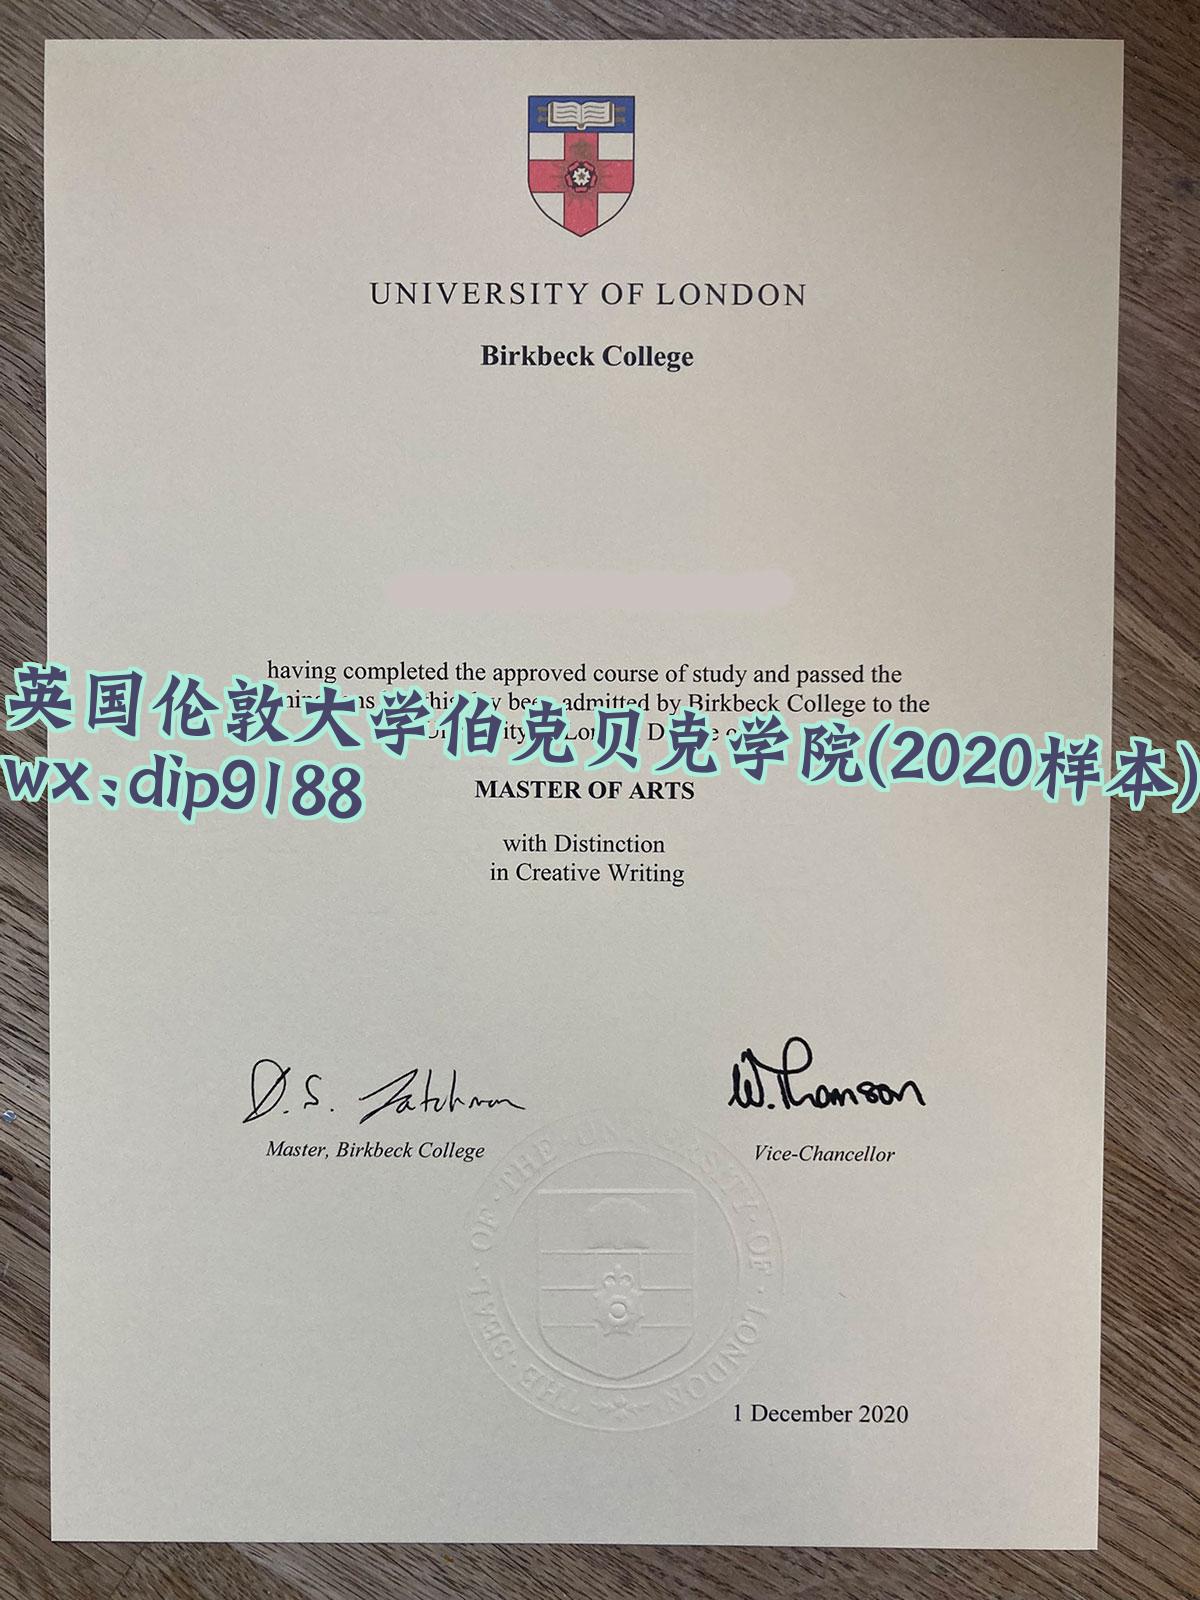 UNIVERSITY OF LONDON
Birkbeck College
having completed the approved course of study and passed the
admitted by Birkbeck College to the
英国伦敦大学伯克贝克学院(2020样本)
wx:dip9188
MASTER OF ARTS
with Distinction
in Creative Writing
D.S. Latchman
W. Thomson
Master, Birkbeck College
Vice-Chancellor
THE · SEAL · OF · THE · UNIVERSITY · OF · LONDON
1 December 2020